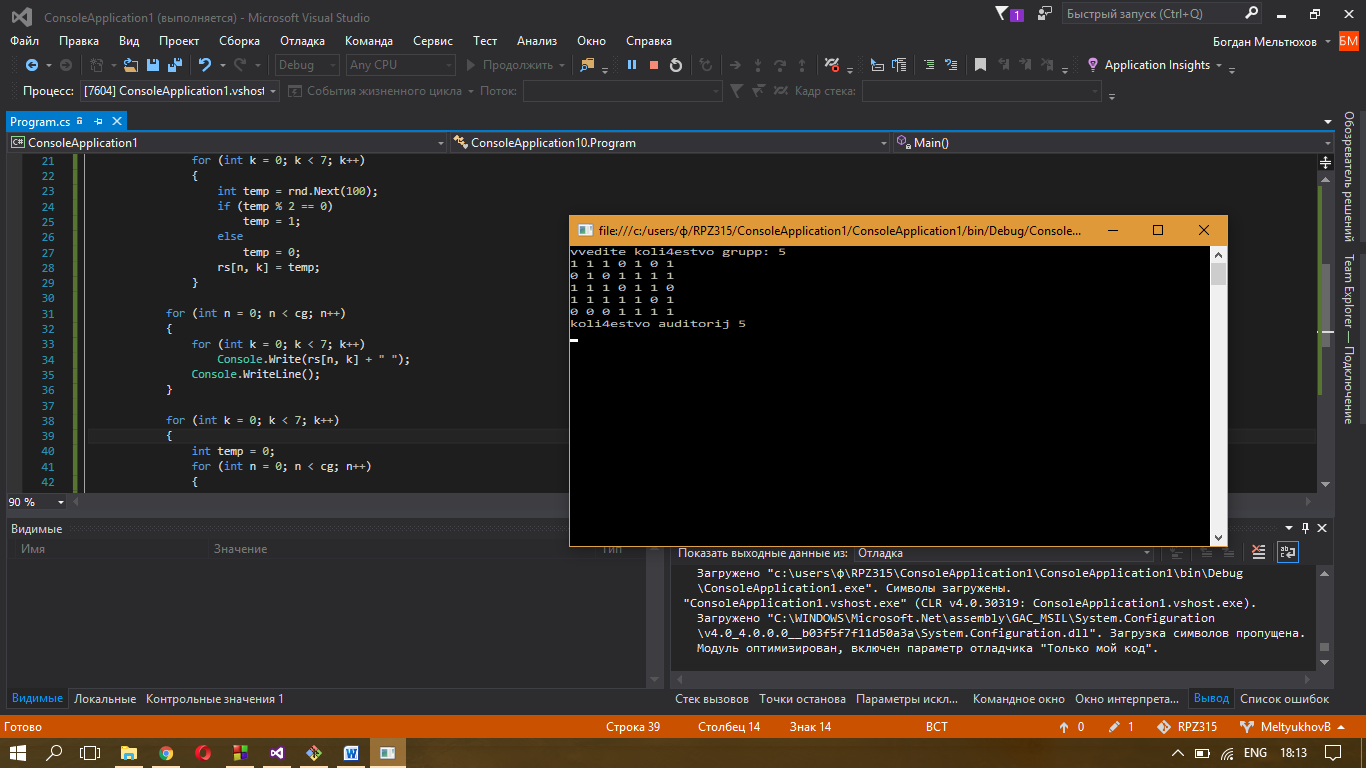 ConsoleApplication1 (выполняется) - Microsoft Visual Studio
1
Быстрый запуск (Ctrl+Q)
Файл Правка Вид Проект Сборка Отладка Команда Сервис Тест Анализ Окно Справка
Богдан Мельтюхов БМ
Debug Any CPU Продолжить Application Insights
Процесс: [7604] ConsoleApplication1.vshost События жизненного цикла Поток: Кадр стека:
Program.cs
C# ConsoleApplication1 ConsoleApplication10.Program Main()
21 for (int k = 0; k < 7; k++)
22 {
23 int temp = rnd.Next(100);
24 if (temp % 2 == 0)
25 temp = 1;
26 else
27 temp = 0;
28 rs[n, k] = temp;
29 }
30
31 for (int n = 0; n < cg; n++)
32 {
33 for (int k = 0; k < 7; k++)
34 Console.Write(rs[n, k] + " ");
35 Console.WriteLine();
36 }
37
38 for (int k = 0; k < 7; k++)
39 {
40 int temp = 0;
41 for (int n = 0; n < cg; n++)
42 {
90 %
file:///c:/users/ф/RPZ315/ConsoleApplication1/ConsoleApplication1/bin/Debug/Console...
vvedite koli4estvo grupp: 5
1 1 1 0 1 0 1
0 1 0 1 1 1 1
1 1 1 0 1 1 0
1 1 1 1 1 0 1
0 0 0 1 1 1 1
koli4estvo auditorij 5
Обозреватель решений
Team Explorer — Подключение
Видимые
Имя Значение Тип
Показать выходные данные из: Отладка
Загружено "c:\users\ф\RPZ315\ConsoleApplication1\ConsoleApplication1\bin\Debug
\ConsoleApplication1.exe". Символы загружены.
"ConsoleApplication1.vshost.exe" (CLR v4.0.30319: ConsoleApplication1.vshost.exe).
Загружено "C:\WINDOWS\Microsoft.Net\assembly\GAC_MSIL\System.Configuration
\v4.0_4.0.0.0__b03f5f7f11d50a3a\System.Configuration.dll". Загрузка символов пропущена.
Модуль оптимизирован, включен параметр отладчика "Только мой код".
Видимые Локальные Контрольные значения 1
Стек вызовов Точки останова Параметры искл... Командное окно Окно интерпрета... Вывод Список ошибок
Готово Строка 39 Столбец 14 Знак 14 ВСТ 0 1 RPZ315 MeltyukhovB
ENG 18:13